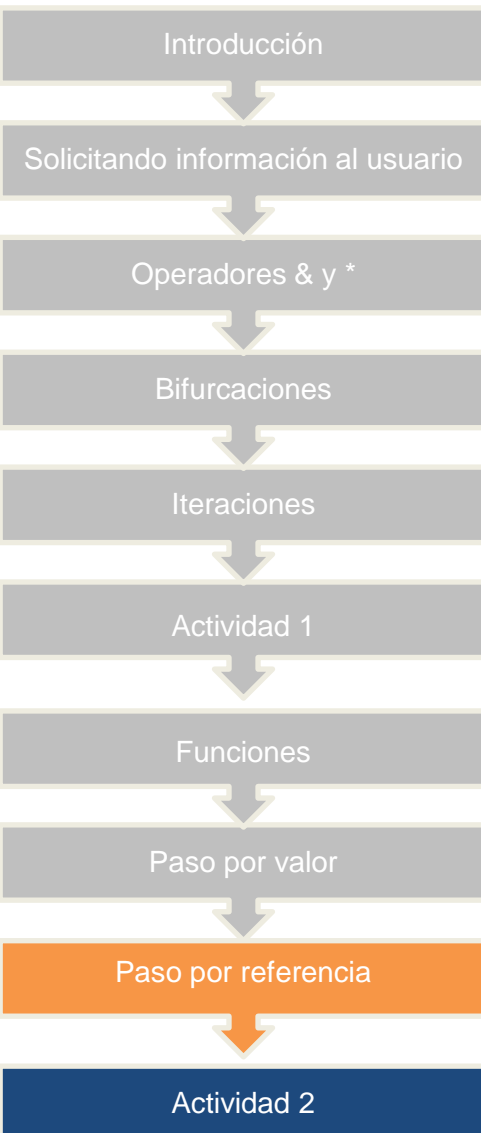 Introducción
Solicitando información al usuario
Operadores & y *
Bifurcaciones
Iteraciones
Actividad 1
Funciones
Paso por valor
Paso por referencia
Actividad 2